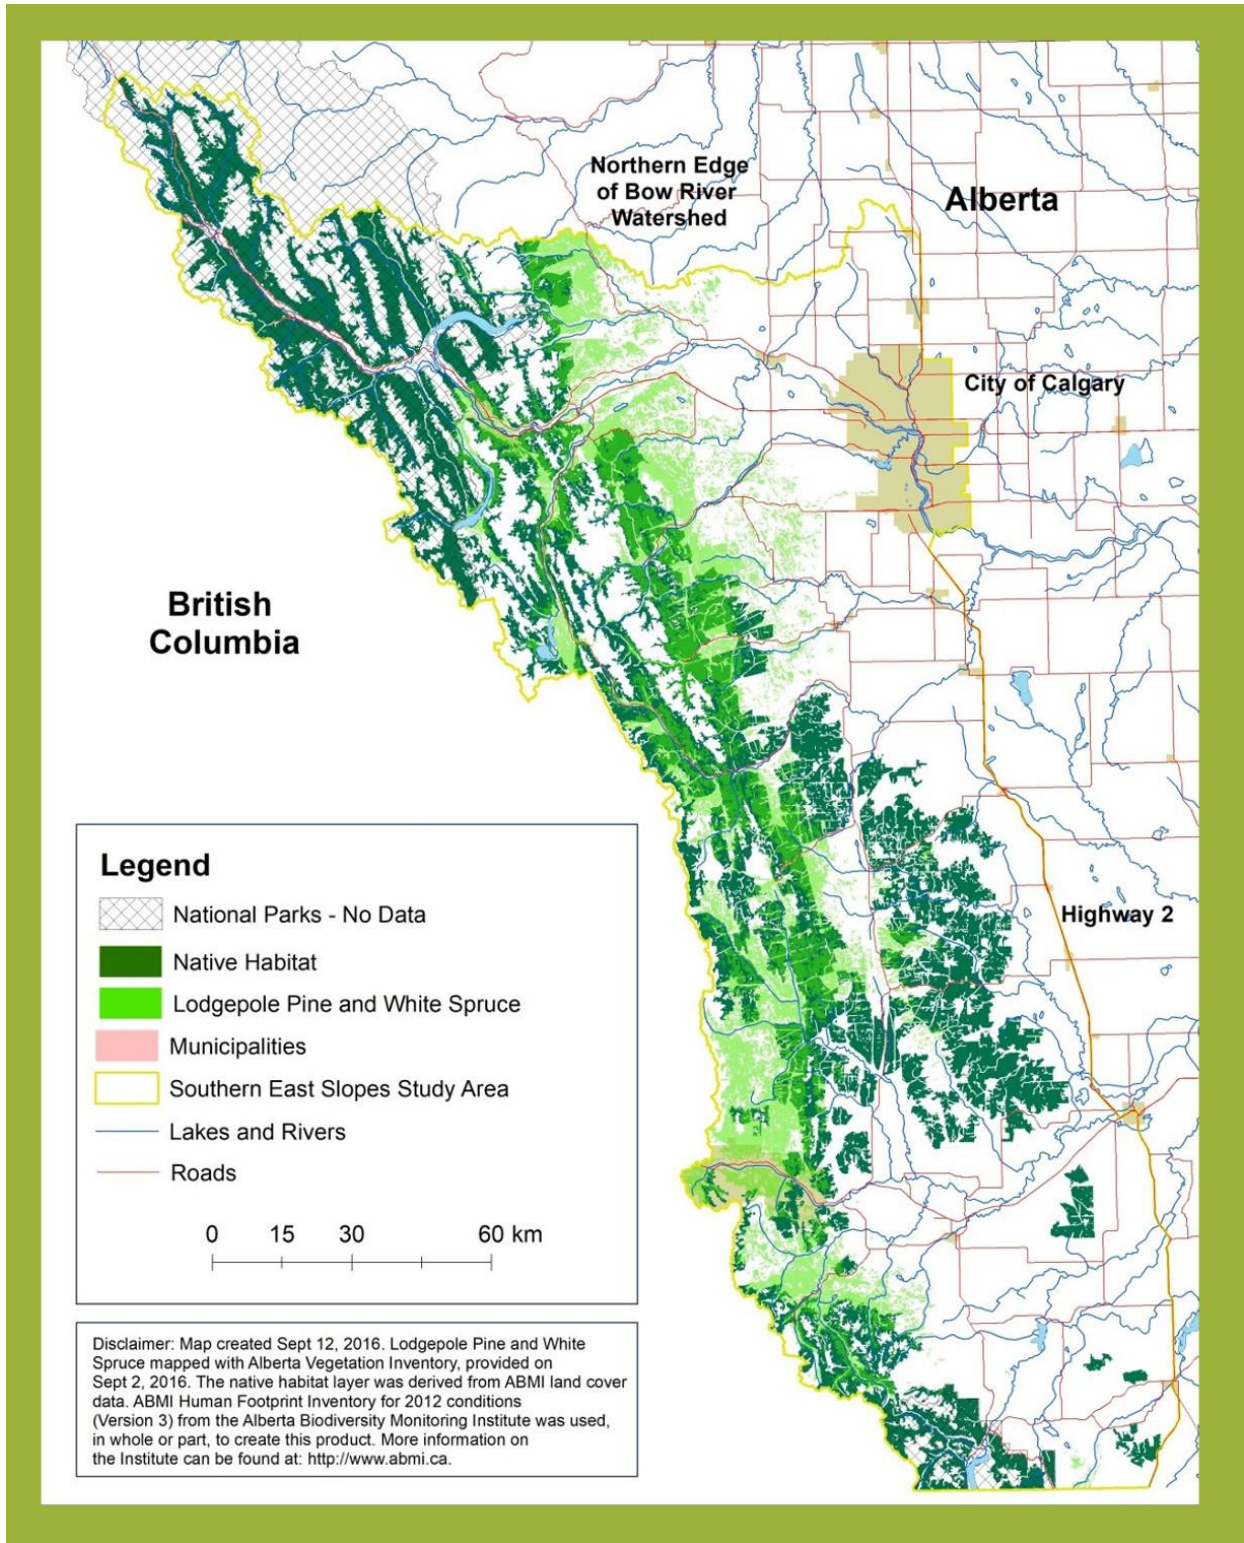 Northern Edge
of Bow River
Watershed
Alberta
City of Calgary
British
Columbia
Highway 2
Legend
National Parks - No Data
Native Habitat
Lodgepole Pine and White Spruce
Municipalities
Southern East Slopes Study Area
Lakes and Rivers
Roads
0 15 30 60 km
Disclaimer: Map created Sept 12, 2016. Lodgepole Pine and White
Spruce mapped with Alberta Vegetation Inventory, provided on
Sept 2, 2016. The native habitat layer was derived from ABMI land cover
data. ABMI Human Footprint Inventory for 2012 conditions
(Version 3) from the Alberta Biodiversity Monitoring Institute was used,
in whole or part, to create this product. More information on
the Institute can be found at: http://www.abmi.ca.